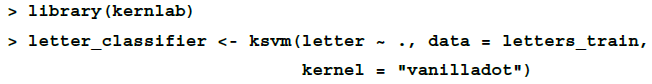 > library(kernlab)
> letter_classifier <- ksvm(letter ~ ., data = letters_train,
kernel = "vanilladot")